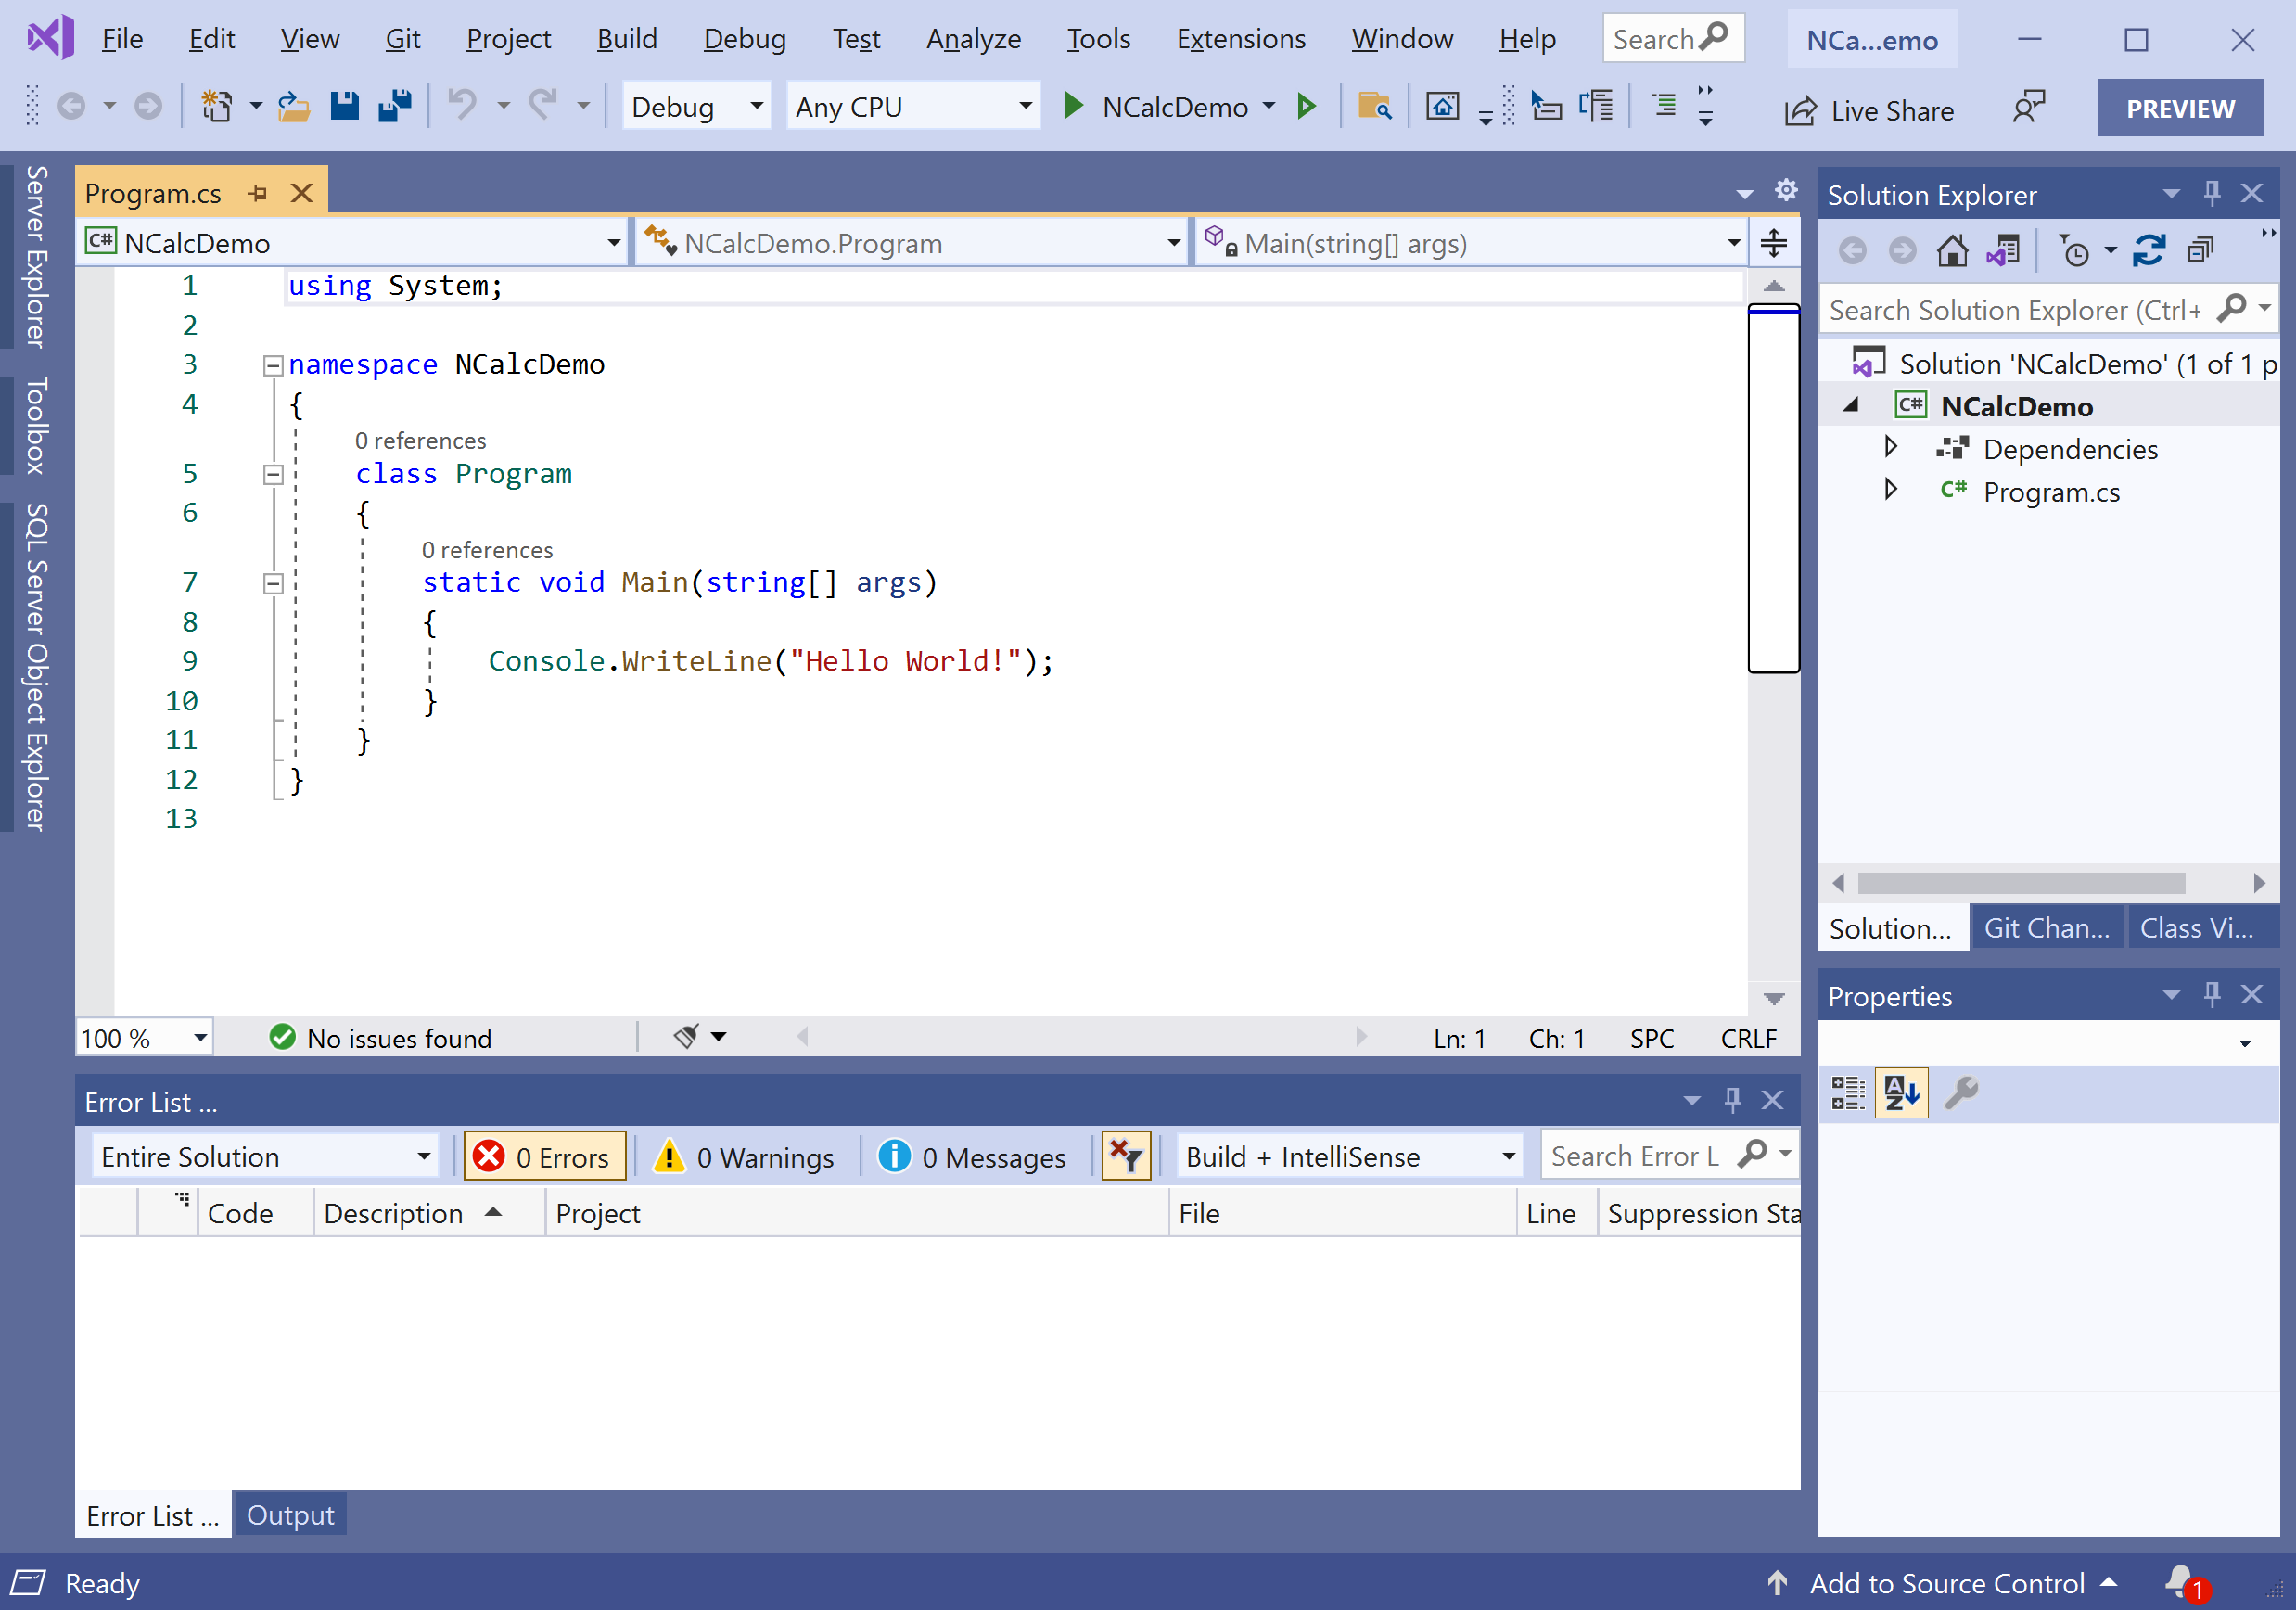 File Edit View Git Project Build Debug Test Analyze Tools Extensions Window Help Search NCa...emo
Debug Any CPU NCalcDemo Live Share PREVIEW
Server Explorer
Toolbox
SQL Server Object Explorer
Program.cs
C# NCalcDemo NCalcDemo.Program Main(string[] args)
1 using System;
2
3 namespace NCalcDemo
4 {
0 references
5 class Program
6 {
0 references
7 static void Main(string[] args)
8 {
9 Console.WriteLine("Hello World!");
10 }
11 }
12 }
13
100 % No issues found Ln: 1 Ch: 1 SPC CRLF
Error List ...
Entire Solution 0 Errors 0 Warnings 0 Messages Build + IntelliSense Search Error L
Code Description Project File Line Suppression Sta
Error List ... Output
Solution Explorer
Search Solution Explorer (Ctrl+
Solution 'NCalcDemo' (1 of 1 p
C# NCalcDemo
Dependencies
C# Program.cs
Solution... Git Chan... Class Vi...
Properties
AZ
Ready Add to Source Control 1